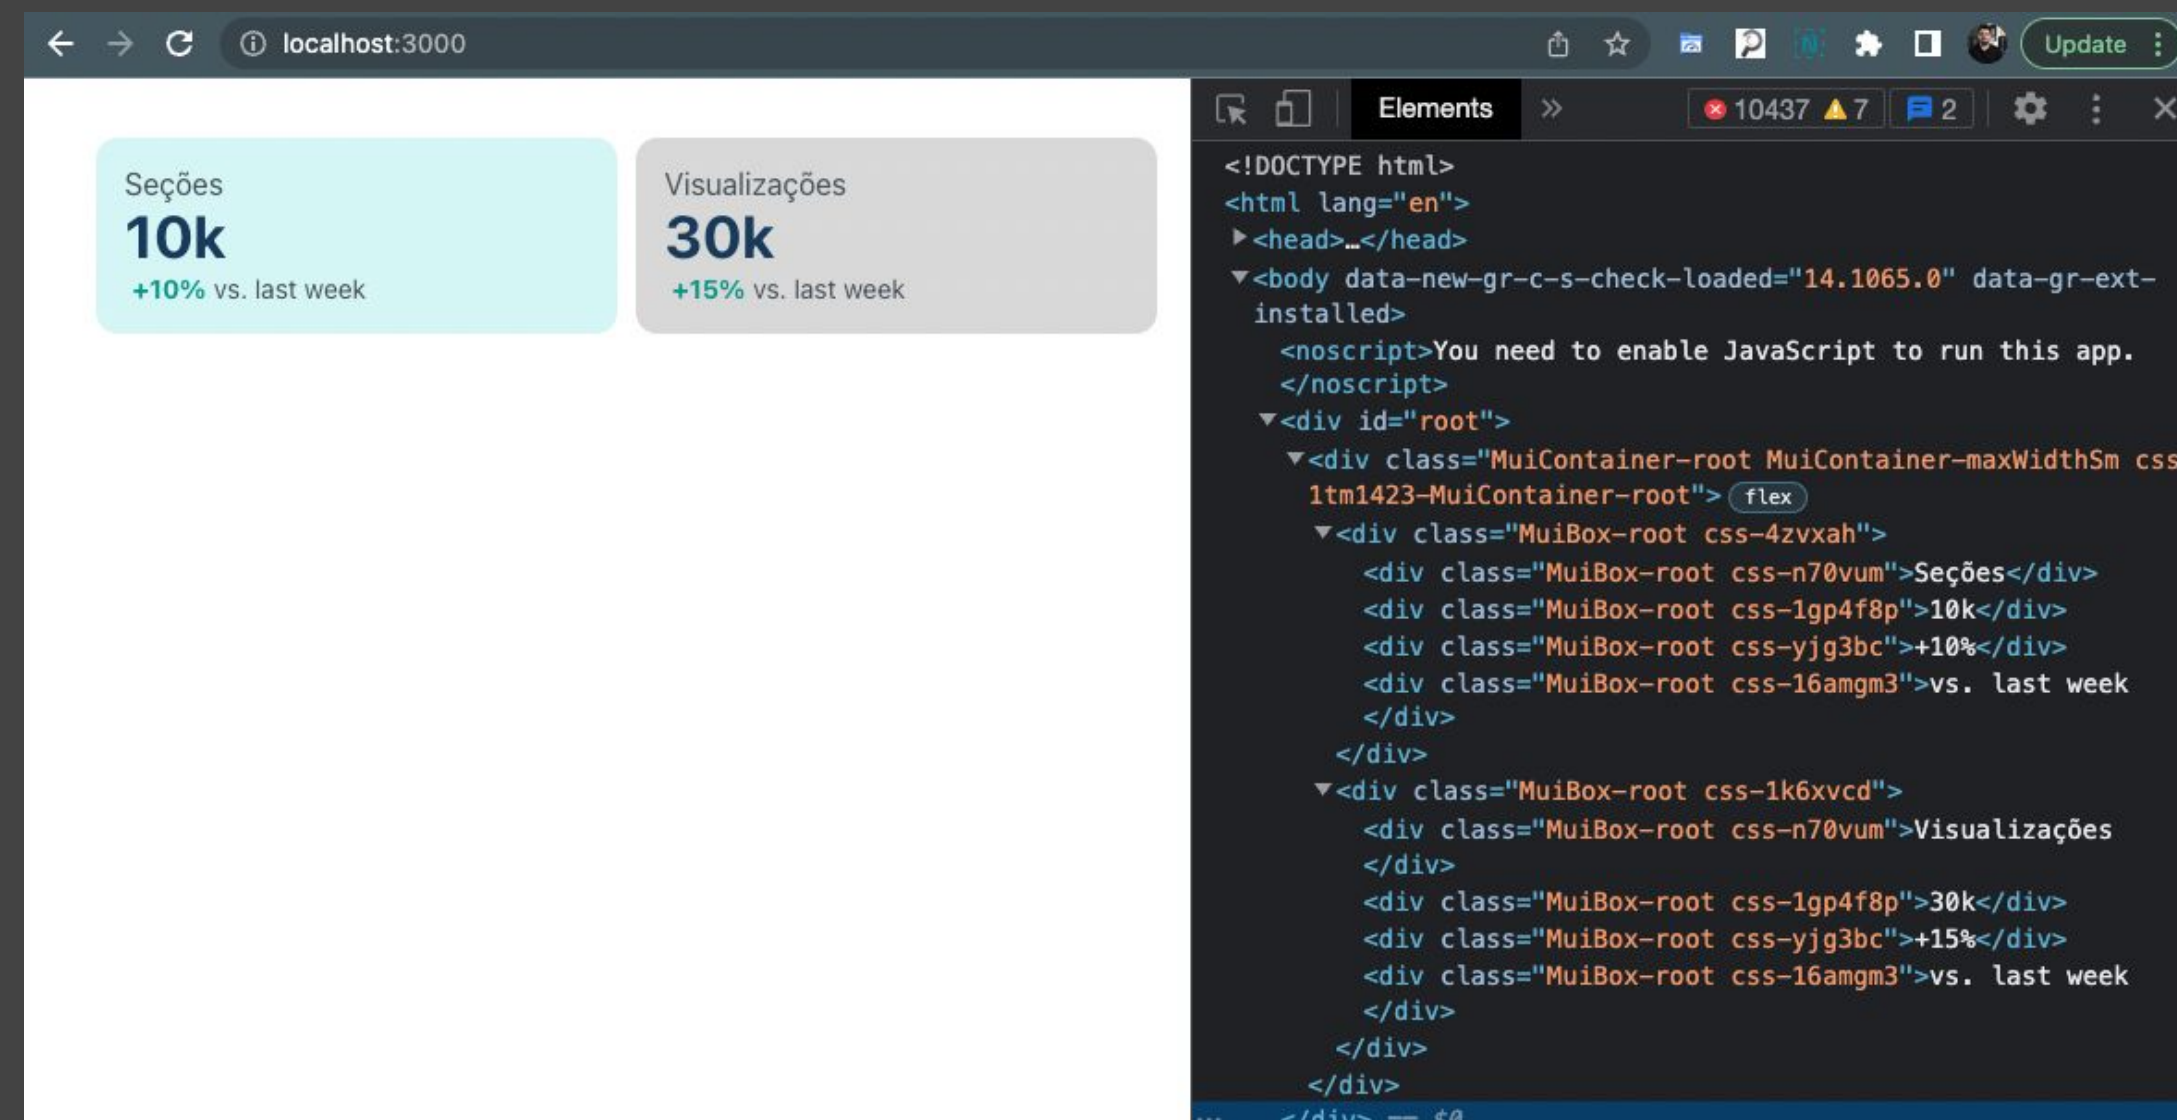 localhost:3000
Update
Seções
10k
+10% vs. last week
Visualizações
30k
+15% vs. last week
Elements
10437 7 2
<!DOCTYPE html>
<html lang="en">
<head>…</head>
<body data-new-gr-c-s-check-loaded="14.1065.0" data-gr-ext-
installed>
<noscript>You need to enable JavaScript to run this app.
</noscript>
<div id="root">
<div class="MuiContainer-root MuiContainer-maxWidthSm css
1tm1423-MuiContainer-root"> flex
<div class="MuiBox-root css-4zvxah">
<div class="MuiBox-root css-n70vum">Seções</div>
<div class="MuiBox-root css-1gp4f8p">10k</div>
<div class="MuiBox-root css-yjg3bc">+10%</div>
<div class="MuiBox-root css-16amgm3">vs. last week
</div>
</div>
<div class="MuiBox-root css-1k6xvcd">
<div class="MuiBox-root css-n70vum">Visualizações
</div>
<div class="MuiBox-root css-1gp4f8p">30k</div>
<div class="MuiBox-root css-yjg3bc">+15%</div>
<div class="MuiBox-root css-16amgm3">vs. last week
</div>
</div>
</div>
</div> == $0